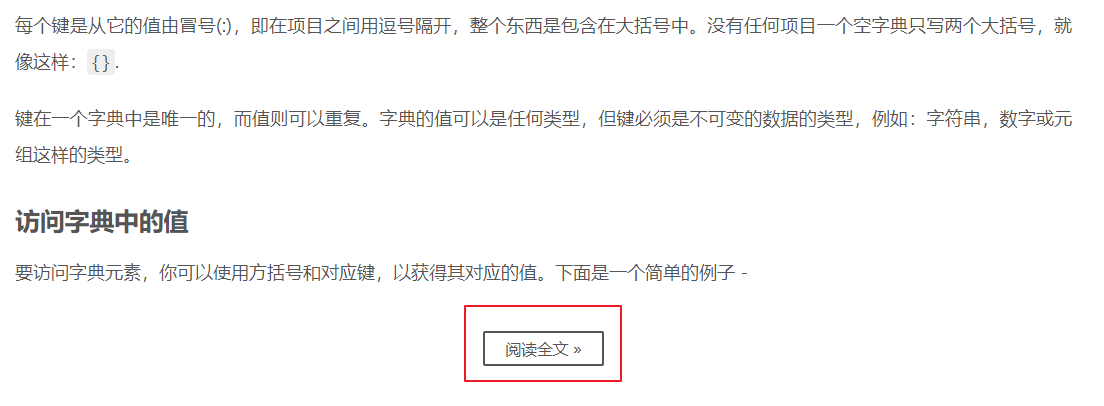 每个键是从它的值由冒号(:)，即在项目之间用逗号隔开，整个东西是包含在大括号中。没有任何项目一个空字典只写两个大括号，就
像这样：{}.
键在一个字典中是唯一的，而值则可以重复。字典的值可以是任何类型，但键必须是不可变的数据的类型，例如：字符串，数字或元
组这样的类型。
访问字典中的值
要访问字典元素，你可以使用方括号和对应键，以获得其对应的值。下面是一个简单的例子 -
阅读全文 »